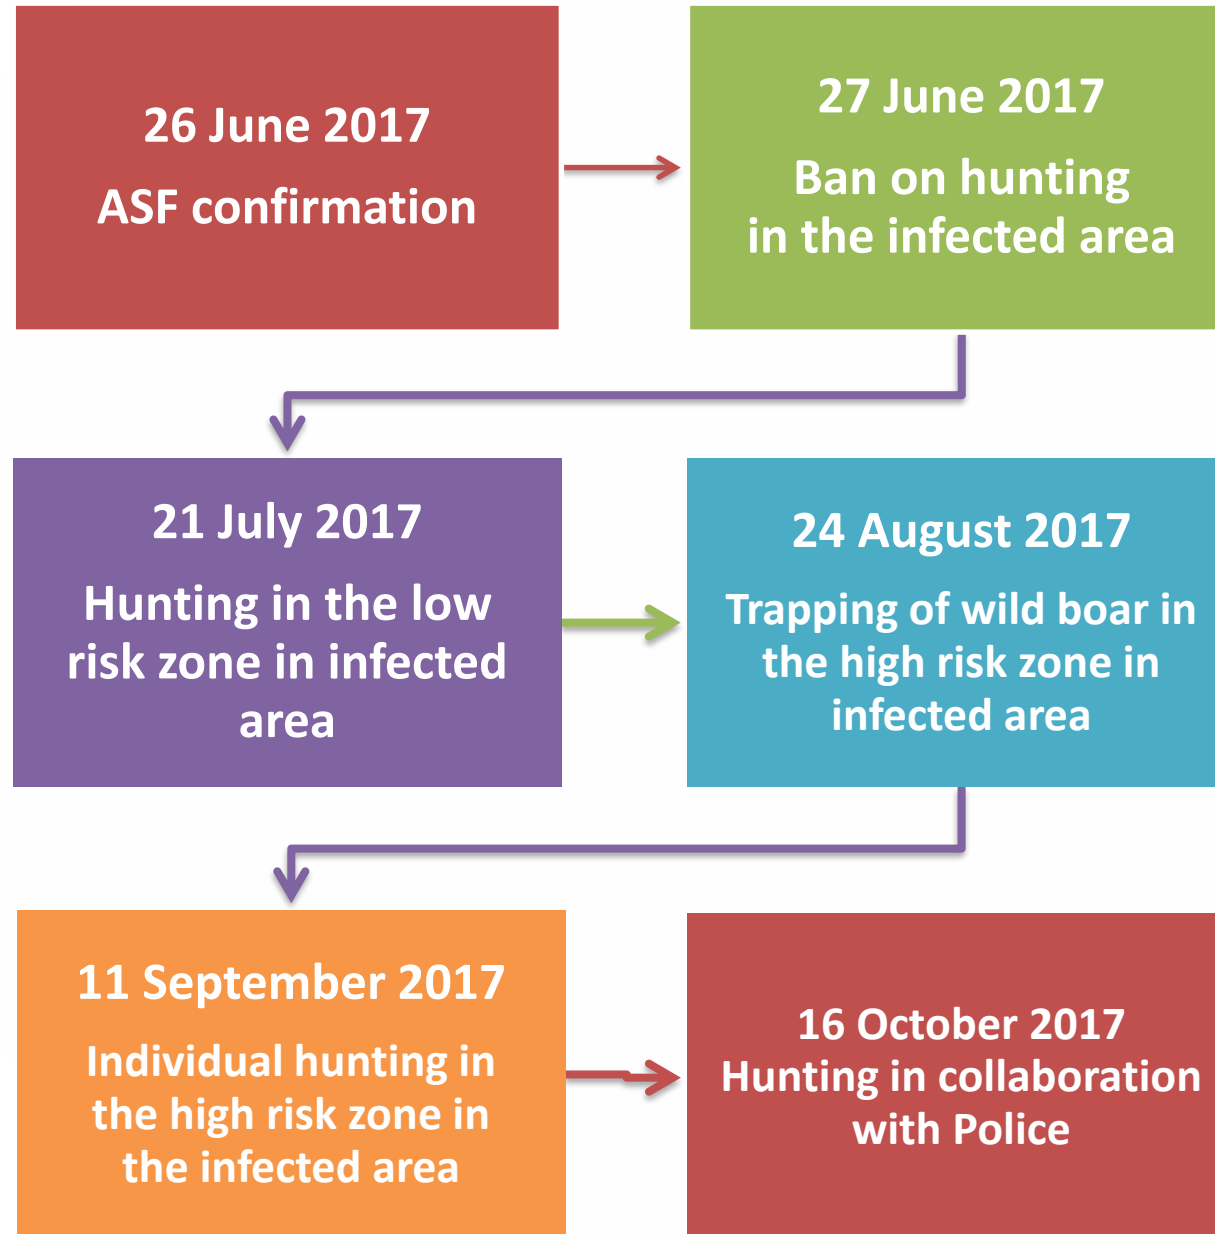 26 June 2017
ASF confirmation
27 June 2017
Ban on hunting
in the infected area
21 July 2017
Hunting in the low
risk zone in infected
area
24 August 2017
Trapping of wild boar in
the high risk zone in
infected area
11 September 2017
Individual hunting in
the high risk zone in
the infected area
16 October 2017
Hunting in collaboration
with Police